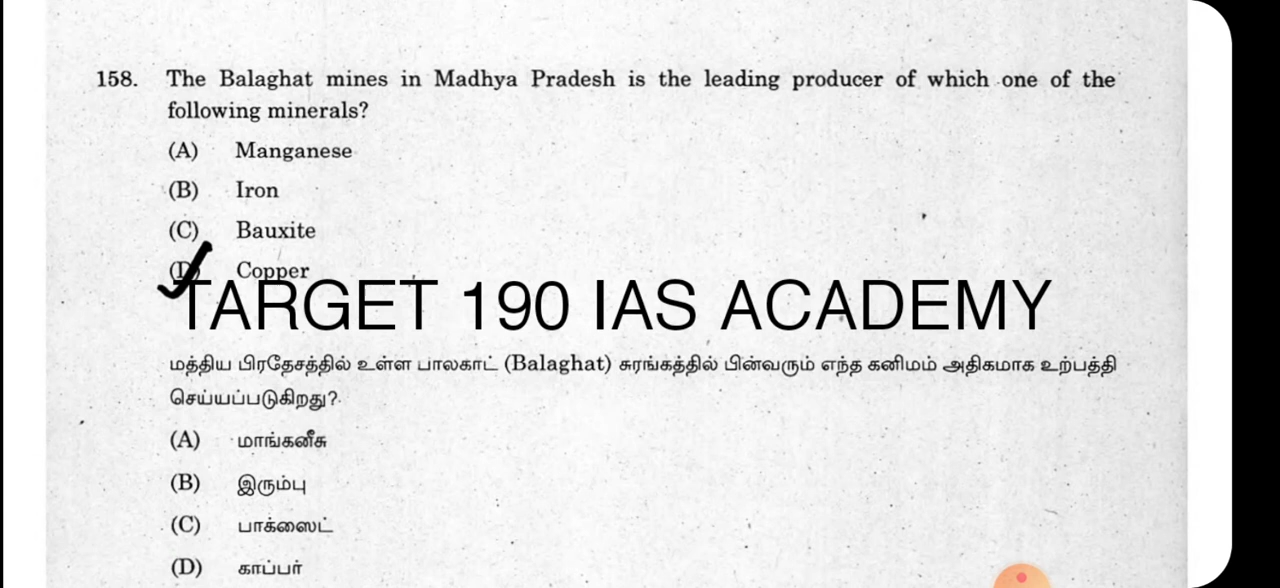 158. The Balaghat mines in Madhya Pradesh is the leading producer of which one of the
following minerals?
(A) Manganese
(B) Iron
(C) Bauxite
(D) Copper
TARGET 190 IAS ACADEMY
மத்திய பிரதேசத்தில் உள்ள பாலகாட் (Balaghat) சுரங்கத்தில் பின்வரும் எந்த கனிமம் அதிகமாக உற்பத்தி
செய்யப்படுகிறது?
(A) மாங்கனீசு
(B) இரும்பு
(C) பாக்ஸைட்
(D) காப்பர்